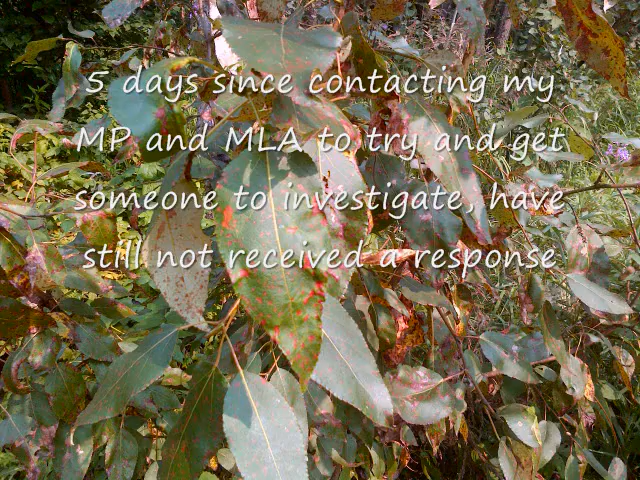 5 days since contacting my
MP and MLA to try and get
someone to investigate, have
still not received a response